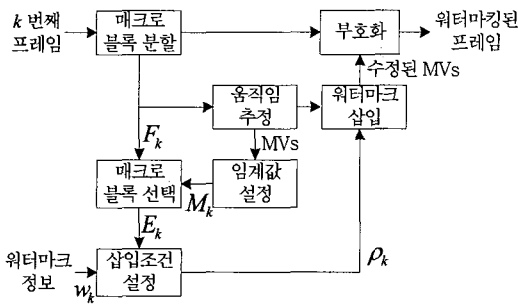 k 번째
프레임
매크로
블록 분할
부호화
워터마킹된
프레임
수정된 MVs
움직임
추정
워터마크
삽입
F_k
MVs
매크로
블록 선택
M_k
임계값
설정
E_k
워터마크
정보
w_k
삽입조건
설정
ρ_k